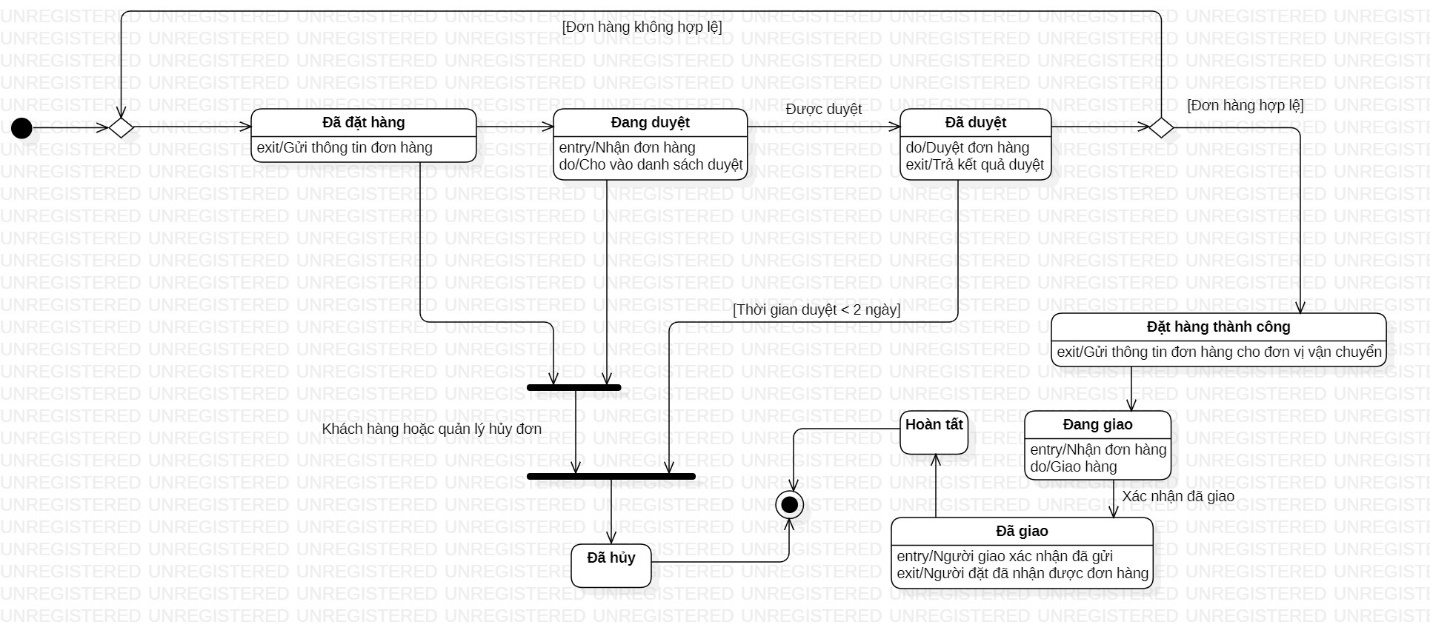 [Đơn hàng không hợp lệ]
[Đơn hàng hợp lệ]
Được duyệt
Đã đặt hàng
exit/Gửi thông tin đơn hàng
Đang duyệt
entry/Nhận đơn hàng
do/Cho vào danh sách duyệt
Đã duyệt
do/Duyệt đơn hàng
exit/Trả kết quả duyệt
[Thời gian duyệt < 2 ngày]
Đặt hàng thành công
exit/Gửi thông tin đơn hàng cho đơn vị vận chuyển
Khách hàng hoặc quản lý hủy đơn
Hoàn tất
Đang giao
entry/Nhận đơn hàng
do/Giao hàng
Xác nhận đã giao
Đã giao
entry/Người giao xác nhận đã gửi
exit/Người đặt đã nhận được đơn hàng
Đã hủy
UNREGISTERED